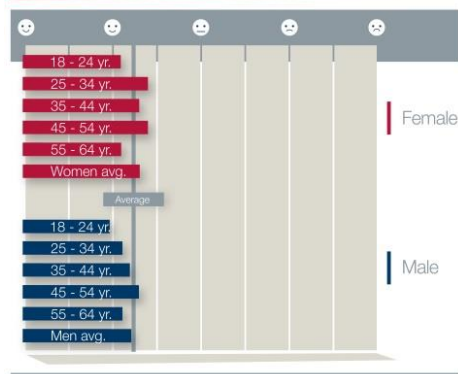 18 - 24 yr.
25 - 34 yr.
35 - 44 yr.
45 - 54 yr.
55 - 64 yr.
Women avg.
Female
Average
18 - 24 yr.
25 - 34 yr.
35 - 44 yr.
45 - 54 yr.
55 - 64 yr.
Men avg.
Male